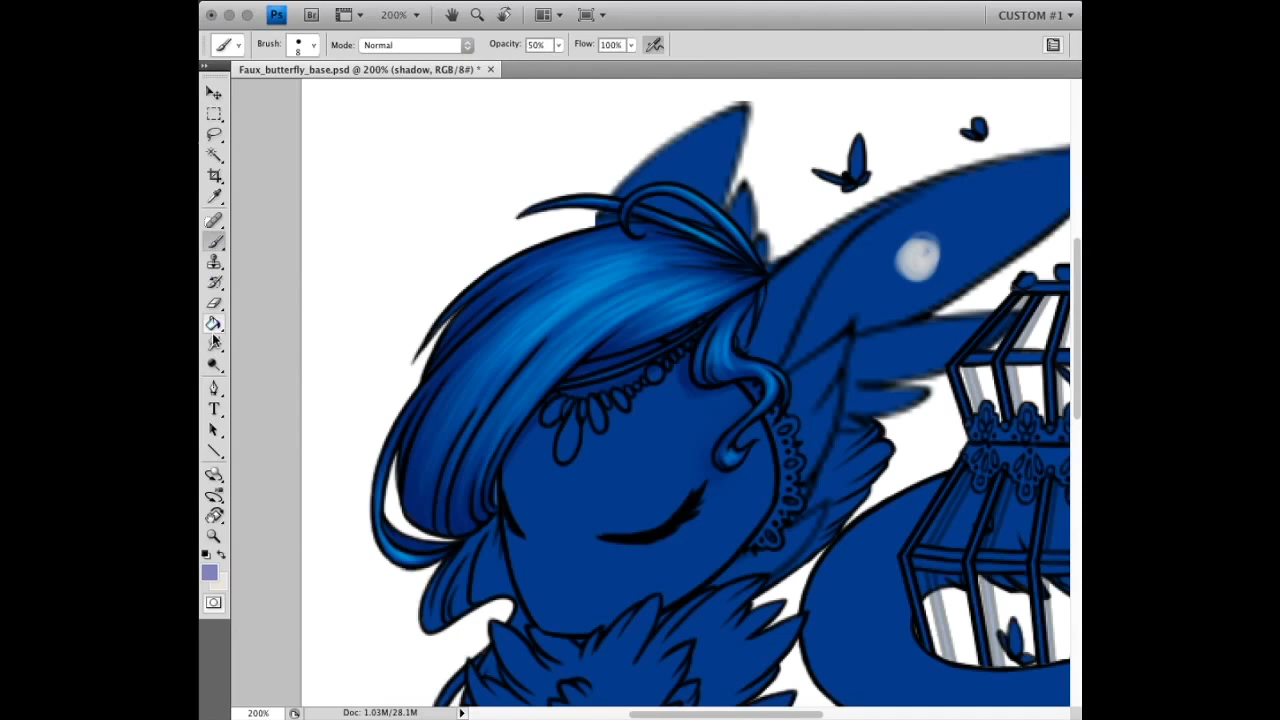 Ps Br 200% CUSTOM #1
Brush: 8 Mode: Normal Opacity: 50% Flow: 100%
Faux_butterfly_base.psd @ 200% (shadow, RGB/8#) *
T
200% Doc: 1.03M/28.1M